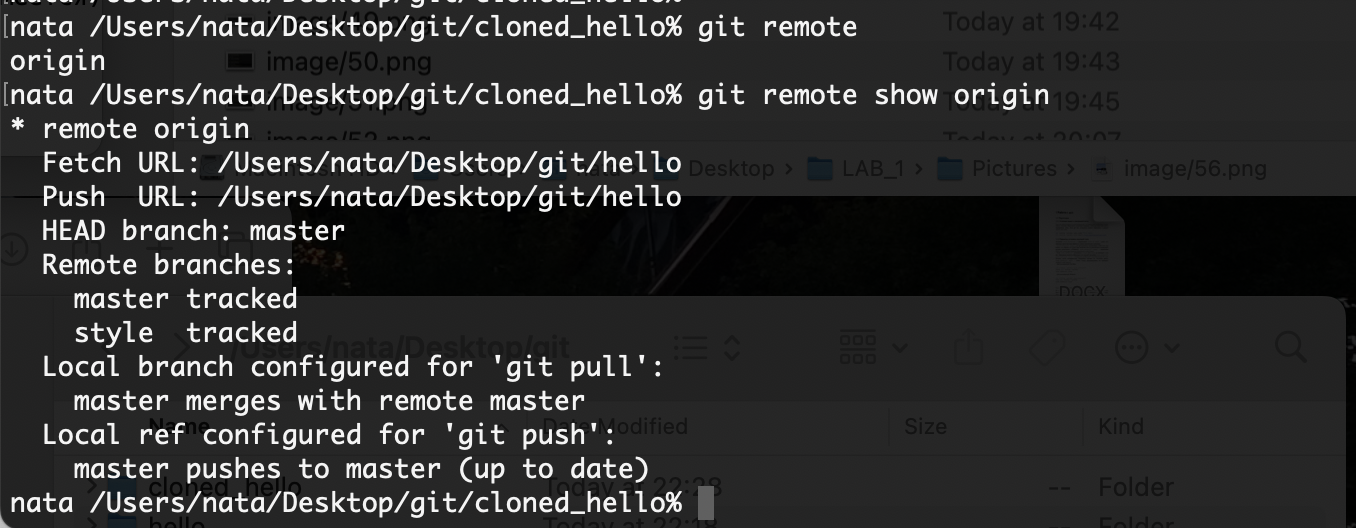 nata /Users/nata/Desktop/git/cloned_hello%
[nata /Users/nata/Desktop/git/cloned_hello% git remote
Today at 19:42
origin
image/50.png
Today at 19:43
[nata /Users/nata/Desktop/git/cloned_hello% git remote show origin
Today at 19:45
* remote origin
Today at 20:07
Fetch URL: /Users/nata/Desktop/git/hello
Desktop › LAB_1 › Pictures › image/56.png
Push  URL: /Users/nata/Desktop/git/hello
HEAD branch: master
Remote branches:
DOCX
master tracked
style  tracked
/Users/nata/Desktop/git
Local branch configured for 'git pull':
master merges with remote master
Name
Date Modified
Size
Kind
Local ref configured for 'git push':
master pushes to master (up to date)
cloned_hello
Today at 22:28
--
Folder
nata /Users/nata/Desktop/git/cloned_hello%
hello
Folder